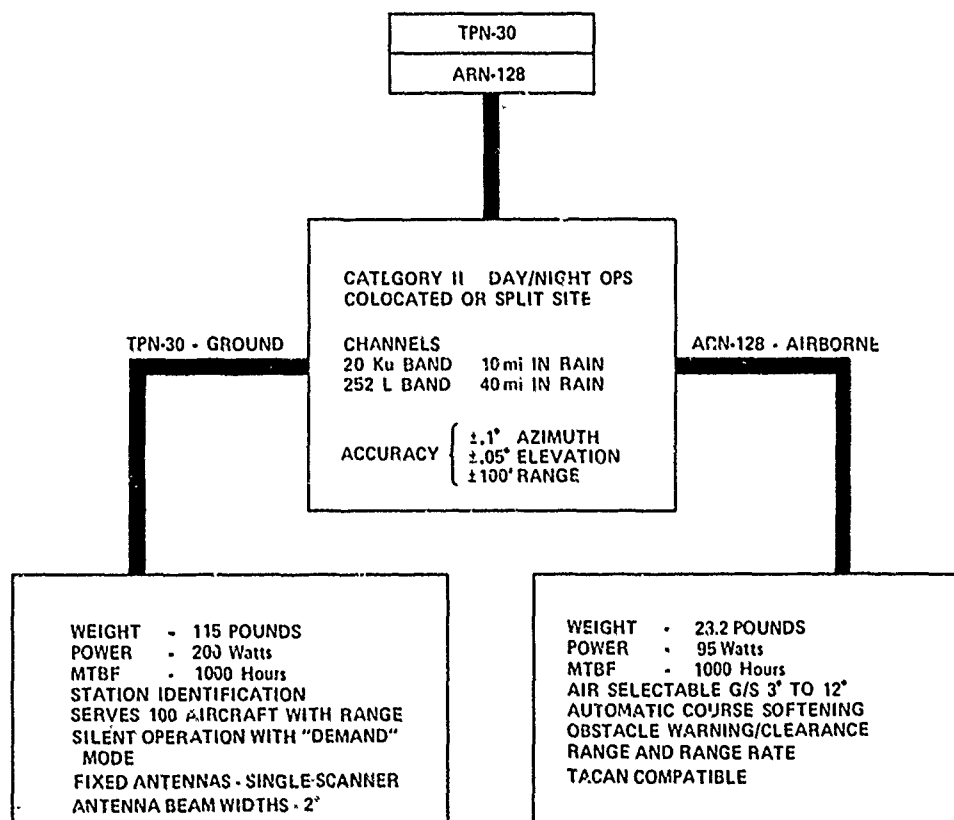 TPN-30
ARN-128
CATEGORY II DAY/NIGHT OPS
COLOCATED OR SPLIT SITE
CHANNELS
20 Ku BAND 10 mi IN RAIN
252 L BAND 40 mi IN RAIN
ACCURACY { ±.1° AZIMUTH
±.05° ELEVATION
±100' RANGE
TPN-30 - GROUND
ARN-128 - AIRBORNE
WEIGHT - 115 POUNDS
POWER - 200 Watts
MTBF - 1000 Hours
STATION IDENTIFICATION
SERVES 100 AIRCRAFT WITH RANGE
SILENT OPERATION WITH "DEMAND"
MODE
FIXED ANTENNAS - SINGLE-SCANNER
ANTENNA BEAM WIDTHS - 2°
WEIGHT - 23.2 POUNDS
POWER - 95 Watts
MTBF - 1000 Hours
AIR SELECTABLE G/S 3° TO 12°
AUTOMATIC COURSE SOFTENING
OBSTACLE WARNING/CLEARANCE
RANGE AND RANGE RATE
TACAN COMPATIBLE